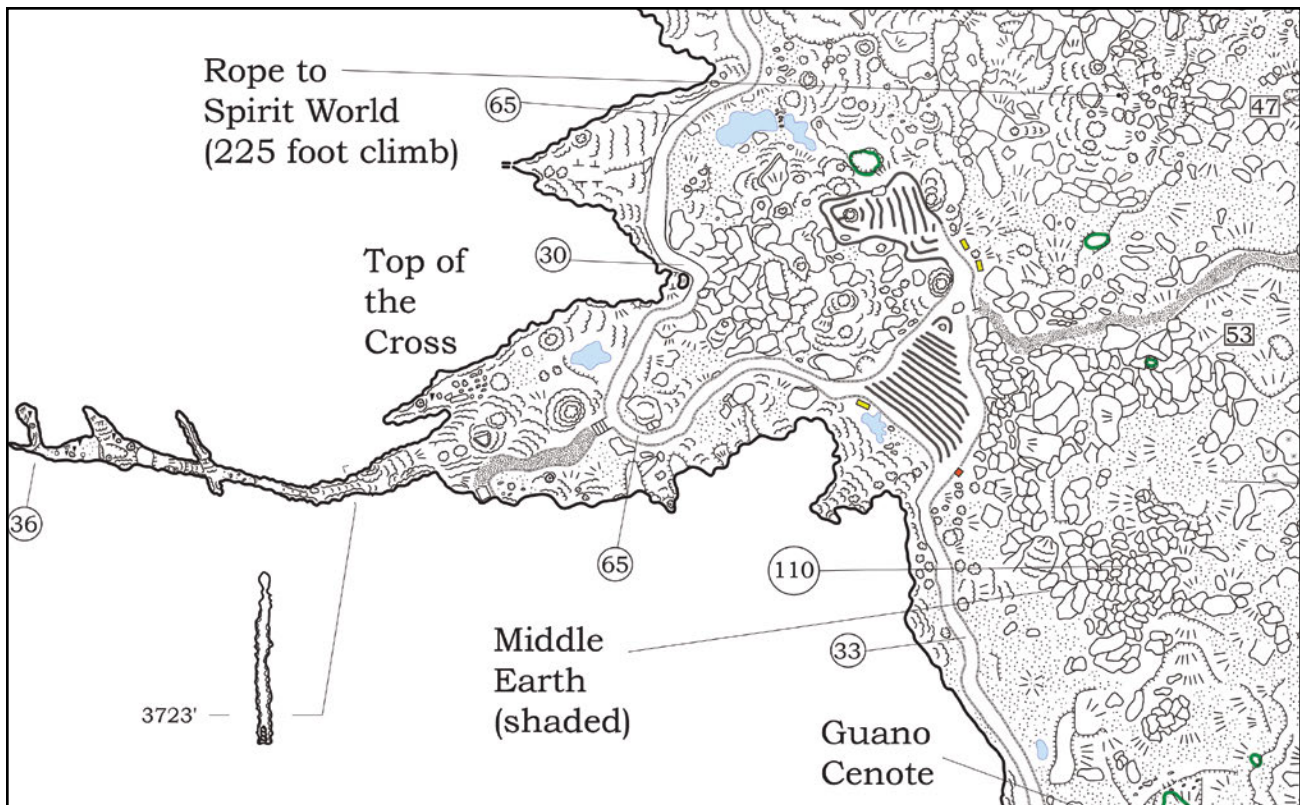 Rope to
Spirit World
(225 foot climb)
65
47
30
Top of
the
Cross
53
36
65
110
Middle
Earth
(shaded)
33
3723'
Guano
Cenote